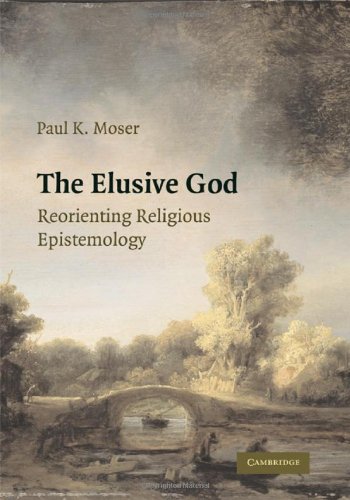 Paul K. Moser
The Elusive God
Reorienting Religious
Epistemology
CAMBRIDGE